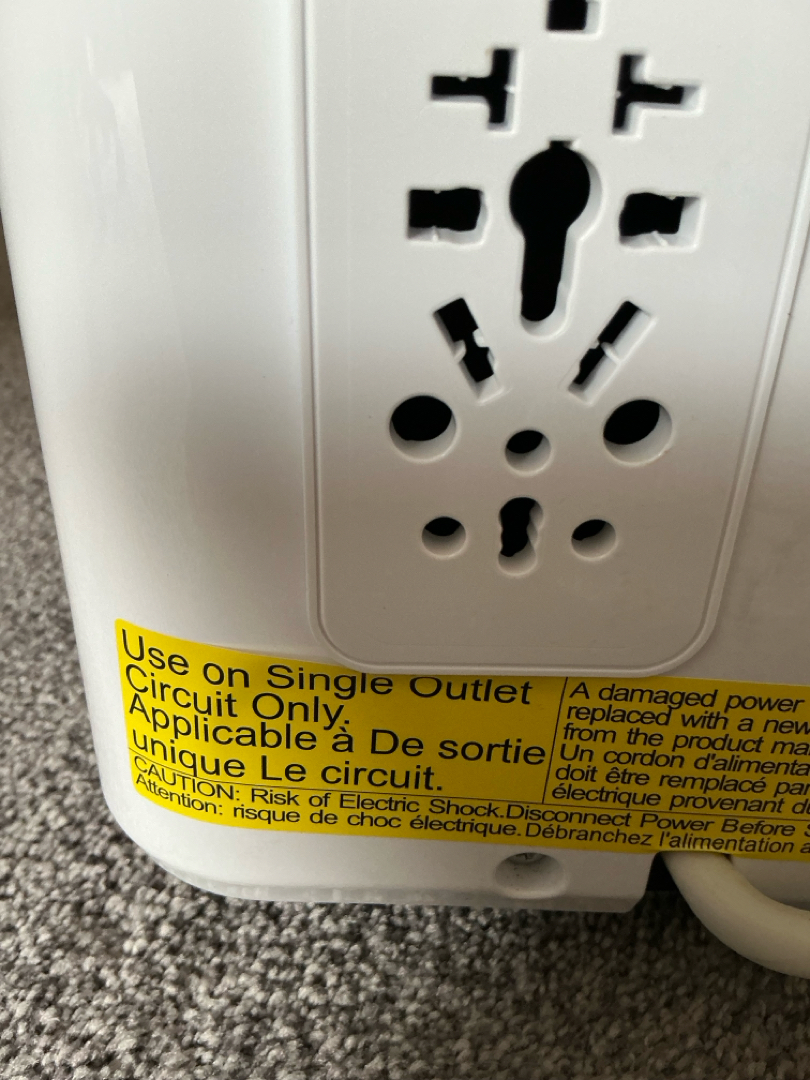 Use on Single Outlet
Circuit Only.
Applicable à De sortie
unique Le circuit.
A damaged power
replaced with a new
from the product
Un cordon
doit être remplacé
électrique provenant
CAUTION: Risk of Electric Shock.Disconnect Power Before
Attention: risque de choc électrique.Débranchez l'alimentation